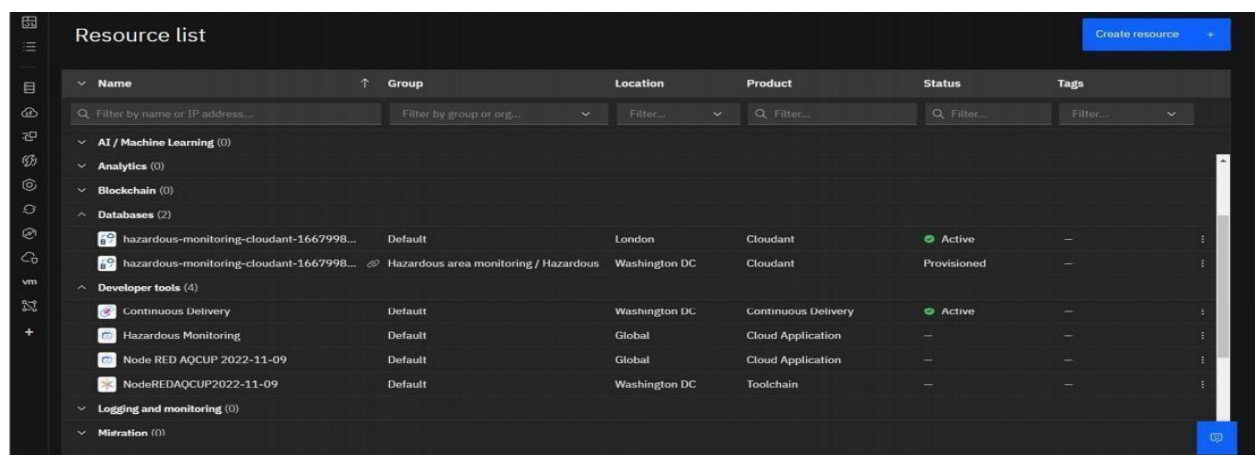 Resource list
Create resource +
Name Group Location Product Status Tags
Filter by name or IP address... Filter by group or org... Filter... Filter... Filter... Filter...
AI / Machine Learning (0)
Analytics (0)
Blockchain (0)
Databases (2)
hazardous-monitoring-cloudant-1667998... Default London Cloudant Active –
hazardous-monitoring-cloudant-1667998... Hazardous area monitoring / Hazardous Washington DC Cloudant Provisioned –
Developer tools (4)
Continuous Delivery Default Washington DC Continuous Delivery Active –
Hazardous Monitoring Default Global Cloud Application – –
Node RED AQCUP 2022-11-09 Default Global Cloud Application – –
vm
NodeREDAQCUP2022-11-09 Default Washington DC Toolchain – –
Logging and monitoring (0)
Migration (0)